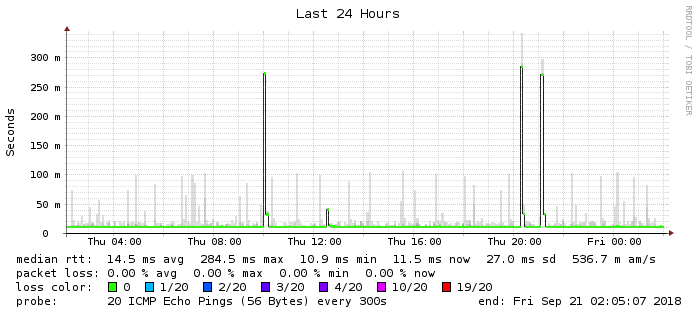 Last 24 Hours
RRDTOOL / TOBI OETIKER
Seconds
300 m
250 m
200 m
150 m
100 m
50 m
0
Thu 04:00 Thu 08:00 Thu 12:00 Thu 16:00 Thu 20:00 Fri 00:00
median rtt: 14.5 ms avg 284.5 ms max 10.9 ms min 11.5 ms now 27.0 ms sd 536.7 m am/s
packet loss: 0.00 % avg 0.00 % max 0.00 % min 0.00 % now
loss color: 0 1/20 2/20 3/20 4/20 10/20 19/20
probe: 20 ICMP Echo Pings (56 Bytes) every 300s end: Fri Sep 21 02:05:07 2018